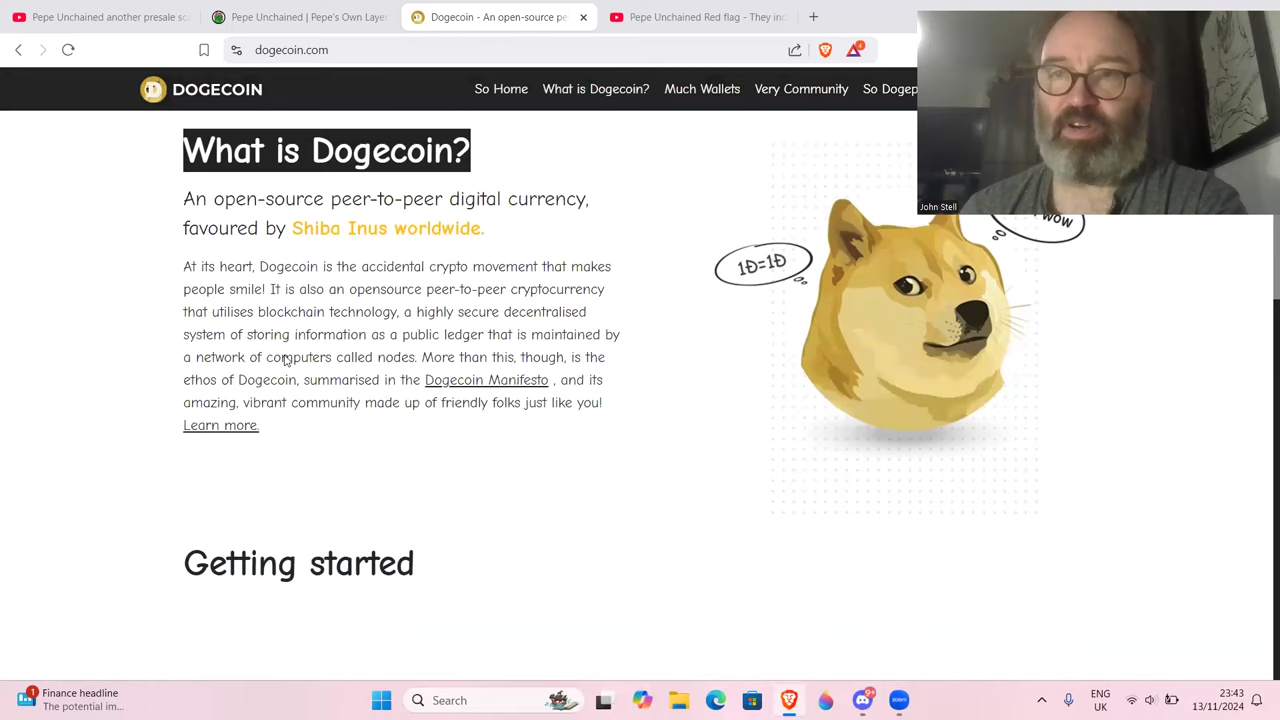 Pepe Unchained another presale sc
Pepe Unchained | Pepe's Own Laye
Dogecoin - An open-source pe
Pepe Unchained Red flag - They in
dogecoin.com
4
DOGECOIN
So Home
What is Dogecoin?
Much Wallets
Very Community
So Dogep
John Stell
What is Dogecoin?
An open-source peer-to-peer digital currency,
favoured by Shiba Inus worldwide.
At its heart, Dogecoin is the accidental crypto movement that makes
people smile! It is also an opensource peer-to-peer cryptocurrency
that utilises blockchain technology, a highly secure decentralised
system of storing information as a public ledger that is maintained by
a network of computers called nodes. More than this, though, is the
ethos of Dogecoin, summarised in the Dogecoin Manifesto , and its
amazing, vibrant community made up of friendly folks just like you!
Learn more.
1Ð=1Ð
wow
Getting started
1
Finance headline
The potential im...
Search
9+
ENG
UK
23:43
13/11/2024